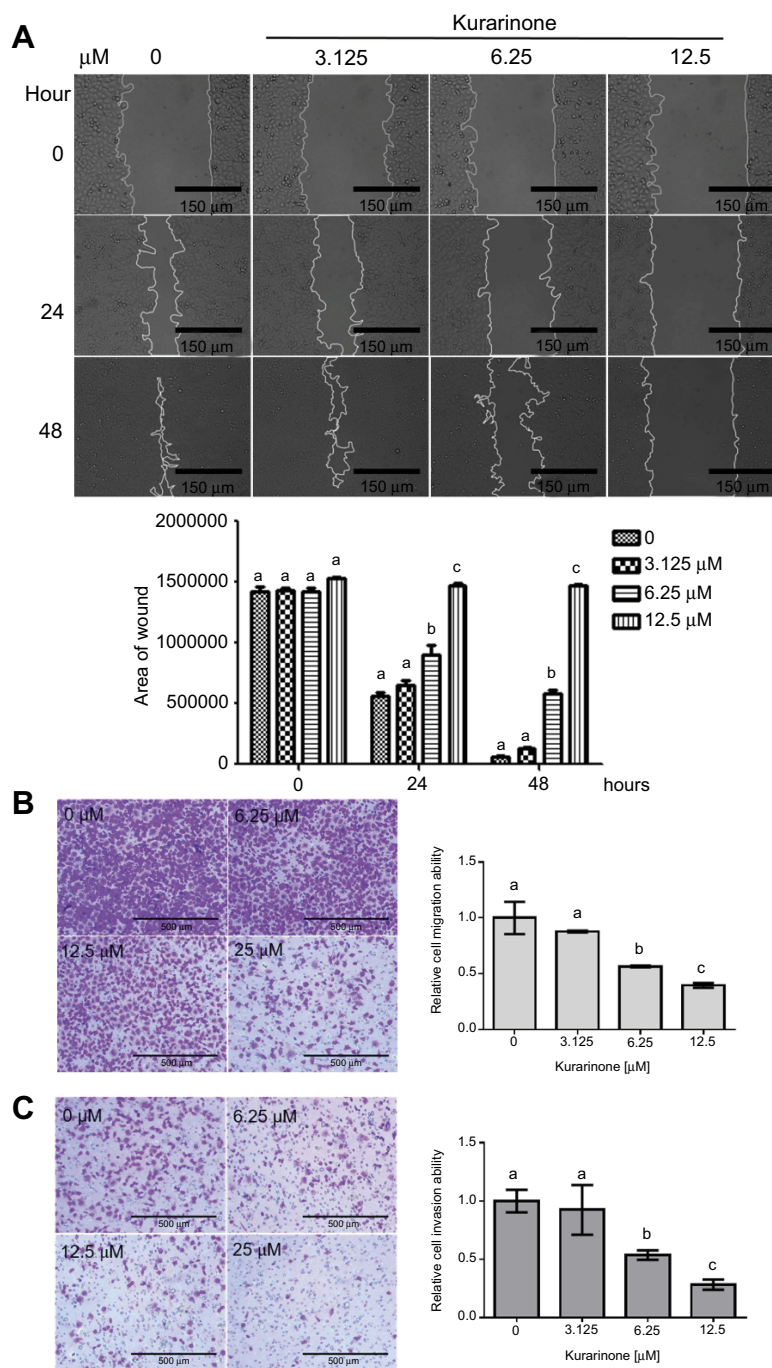 A
Kurarinone
μM 0 3.125 6.25 12.5
Hour
0
150 μm 150 μm 150 μm 150 μm
24
150 μm 150 μm 150 μm 150 μm
48
150 μm 150 μm 150 μm 150 μm
Area of wound
2000000
1500000
1000000
500000
0
a a a a
a a b c
a a b c
0 24 48 hours
0
3.125 μM
6.25 μM
12.5 μM
B
0 μM 6.25 μM
500 μm 500 μm
12.5 μM 25 μM
500 μm 500 μm
Relative cell migration ability
1.5
1.0
0.5
0.0
a a b c
0 3.125 6.25 12.5
Kurarinone [μM]
C
0 μM 6.25 μM
500 μm 500 μm
12.5 μM 25 μM
500 μm 500 μm
Relative cell invasion ability
1.5
1.0
0.5
0.0
a a b c
0 3.125 6.25 12.5
Kurarinone [μM]